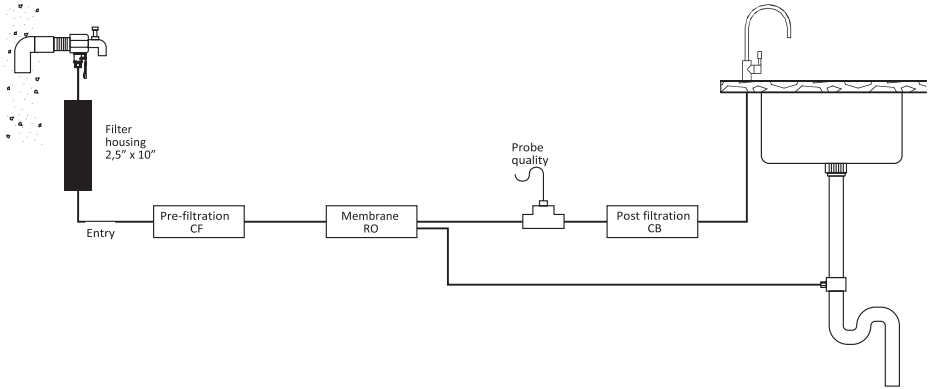 Filter
housing
2,5” x 10”
Probe
quality
Entry
Pre-filtration
CF
Membrane
RO
Post filtration
CB